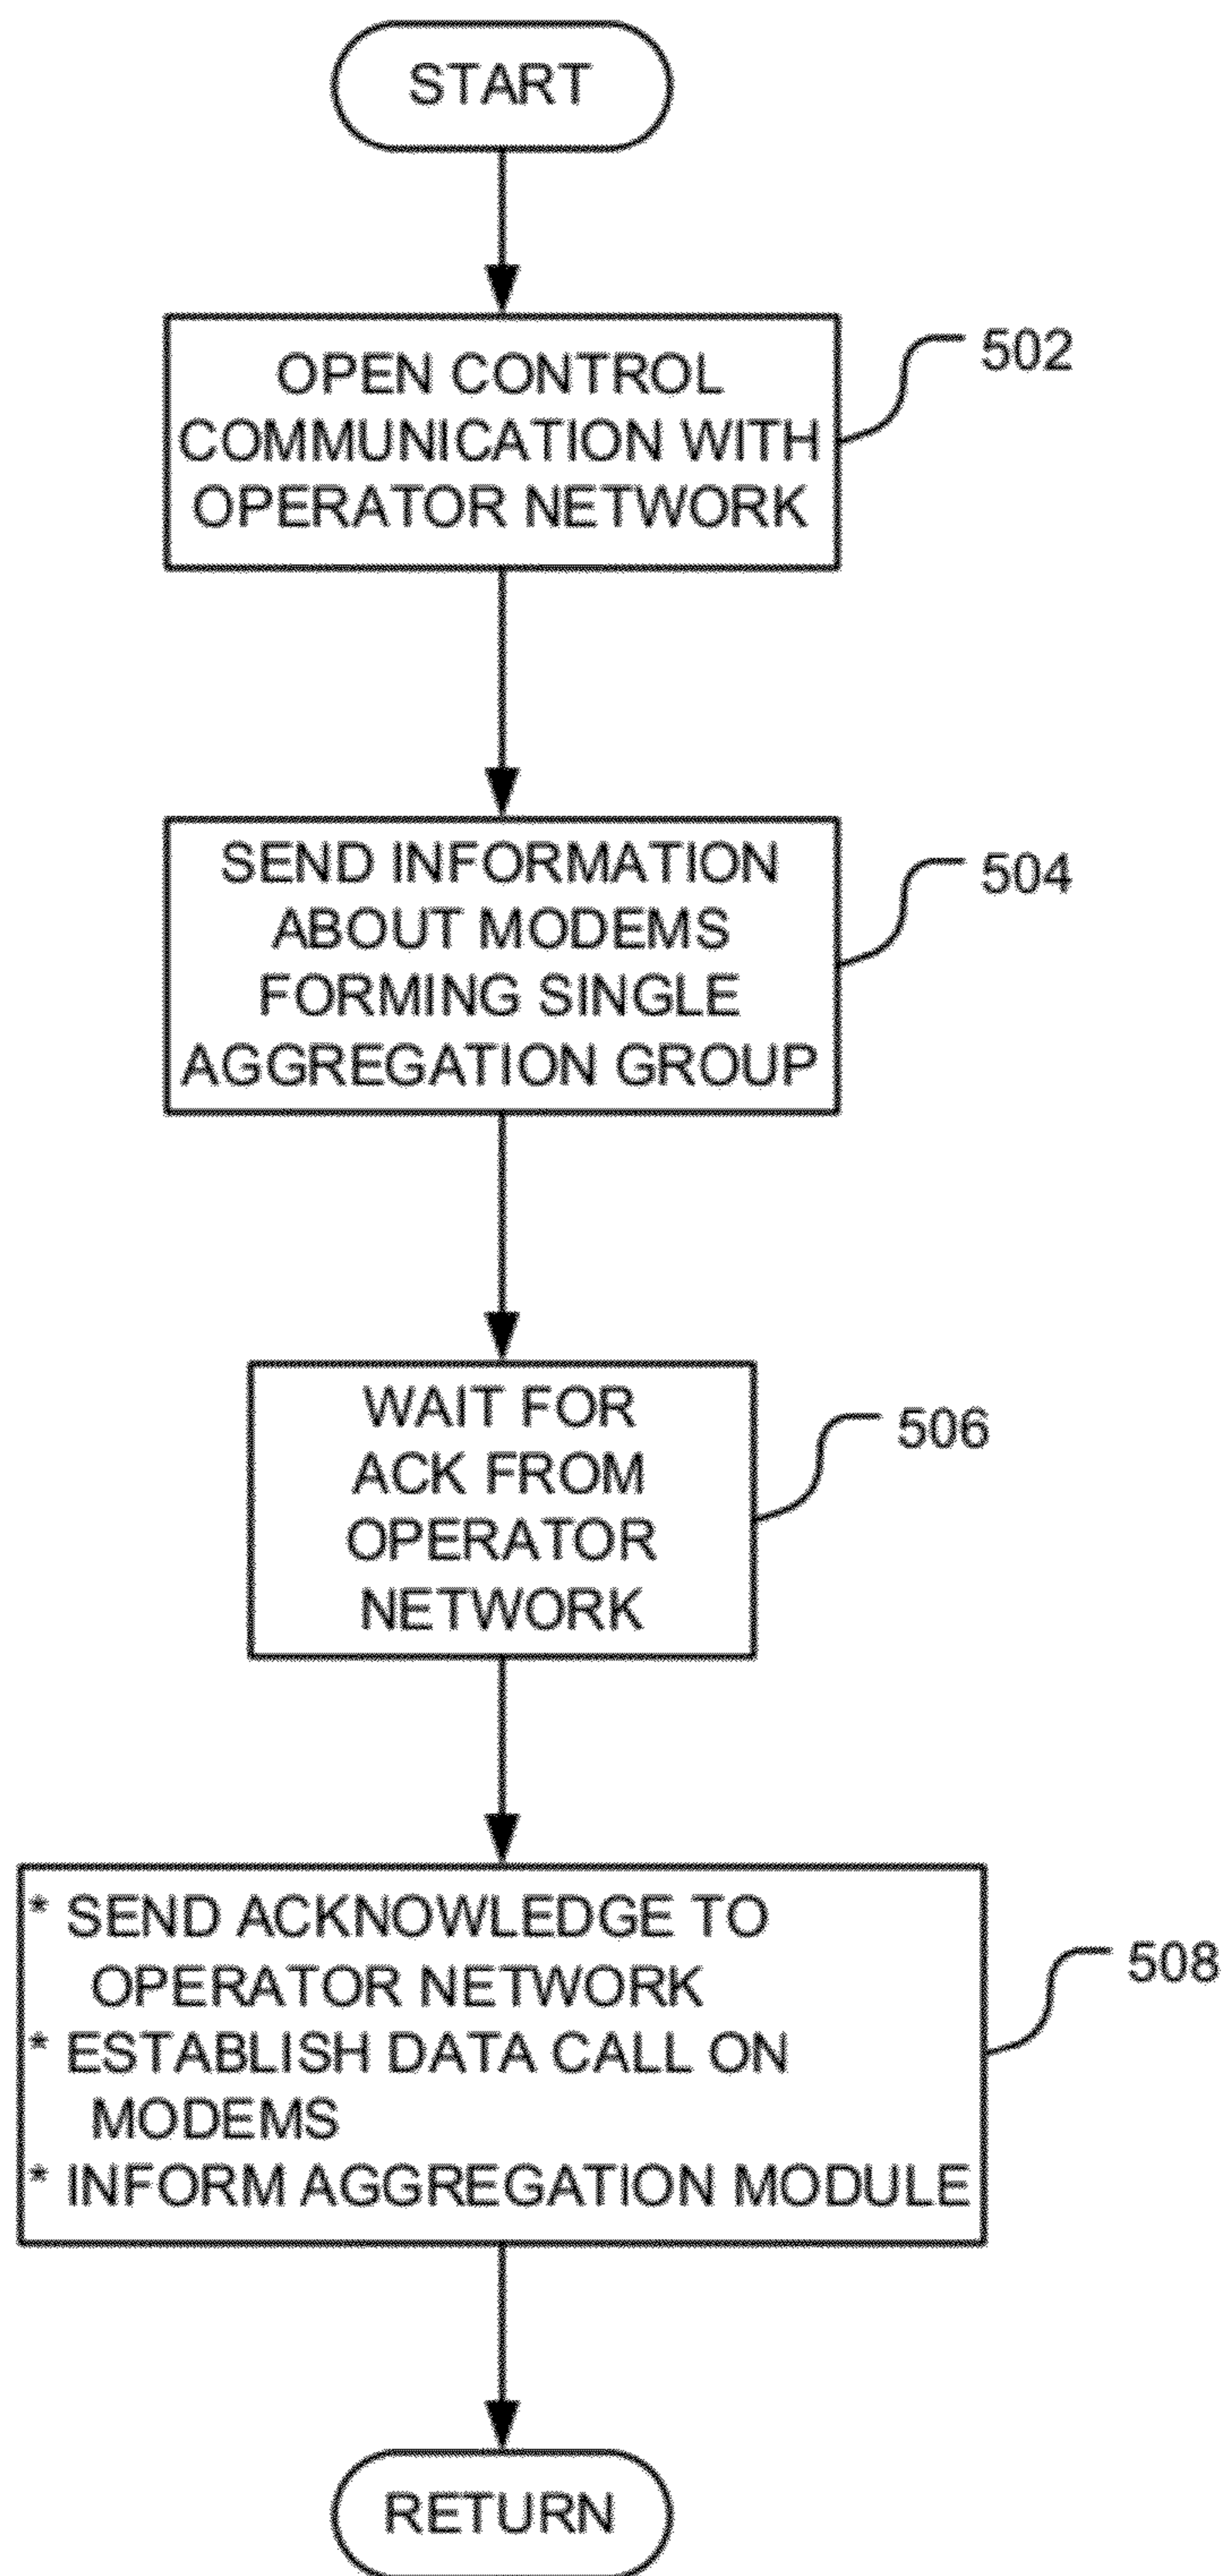 START
OPEN CONTROL
COMMUNICATION WITH
OPERATOR NETWORK
502
SEND INFORMATION
ABOUT MODEMS
FORMING SINGLE
AGGREGATION GROUP
504
WAIT FOR
ACK FROM
OPERATOR
NETWORK
506
* SEND ACKNOWLEDGE TO
OPERATOR NETWORK
* ESTABLISH DATA CALL ON
MODEMS
* INFORM AGGREGATION MODULE
508
RETURN